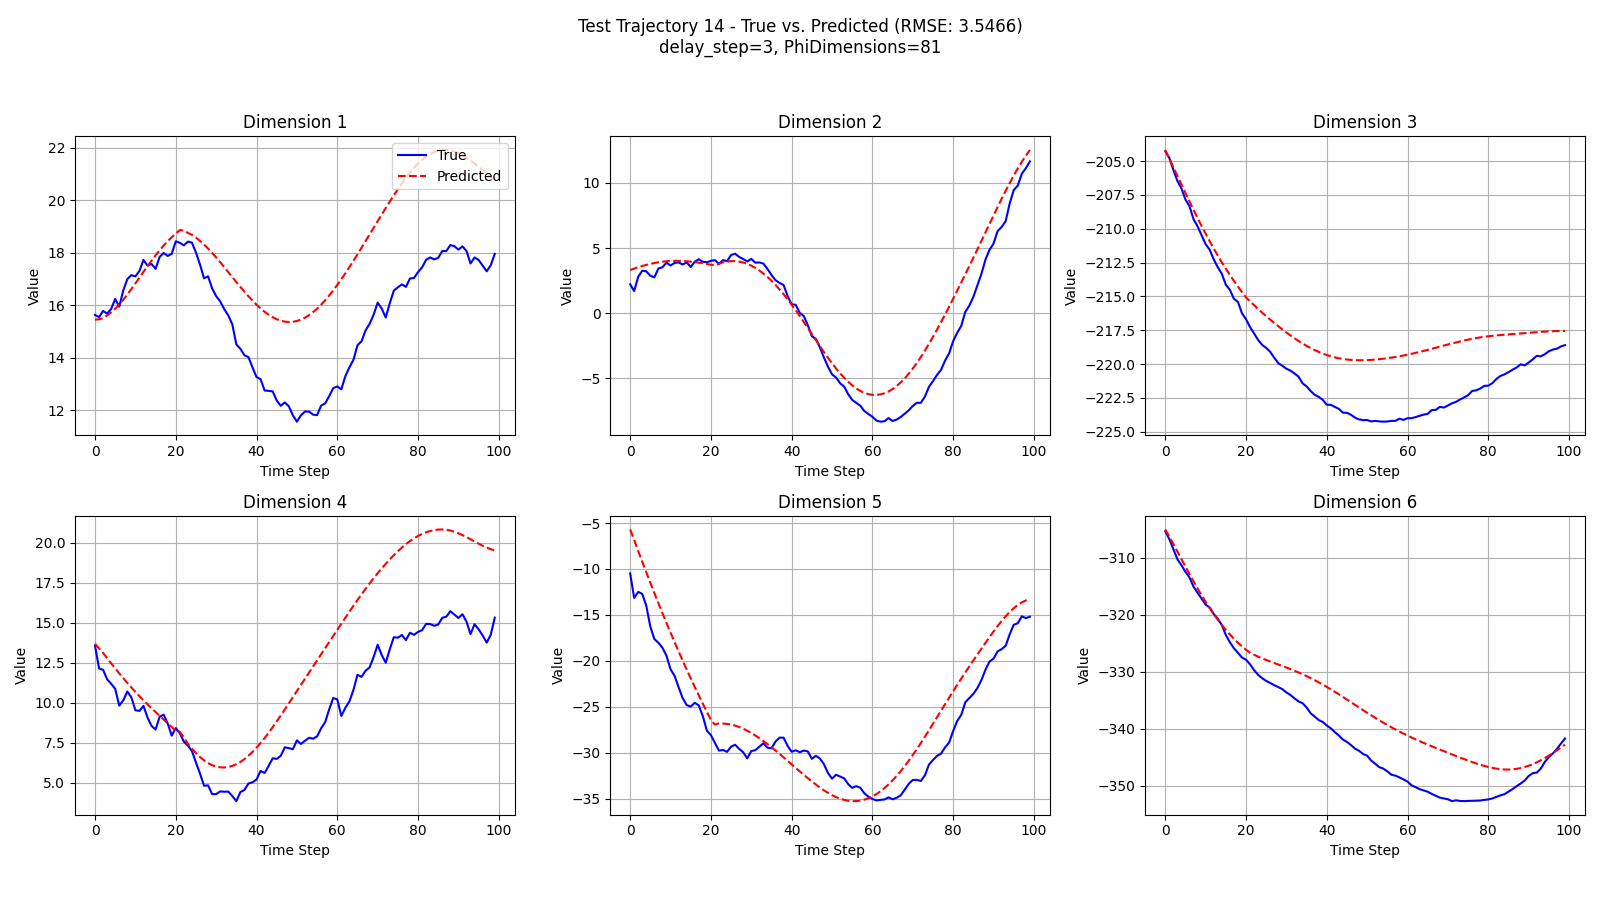 Test Trajectory 14 - True vs. Predicted (RMSE: 3.5466)
delay_step=3, PhiDimensions=81
Dimension 1
22
20
18
16
14
12
Value
0 20 40 60 80 100
Time Step
True
Predicted
Dimension 2
10
5
0
−5
Value
0 20 40 60 80 100
Time Step
Dimension 3
−205.0
−207.5
−210.0
−212.5
−215.0
−217.5
−220.0
−222.5
−225.0
Value
0 20 40 60 80 100
Time Step
Dimension 4
20.0
17.5
15.0
12.5
10.0
7.5
5.0
Value
0 20 40 60 80 100
Time Step
Dimension 5
−5
−10
−15
−20
−25
−30
−35
Value
0 20 40 60 80 100
Time Step
Dimension 6
−310
−320
−330
−340
−350
Value
0 20 40 60 80 100
Time Step